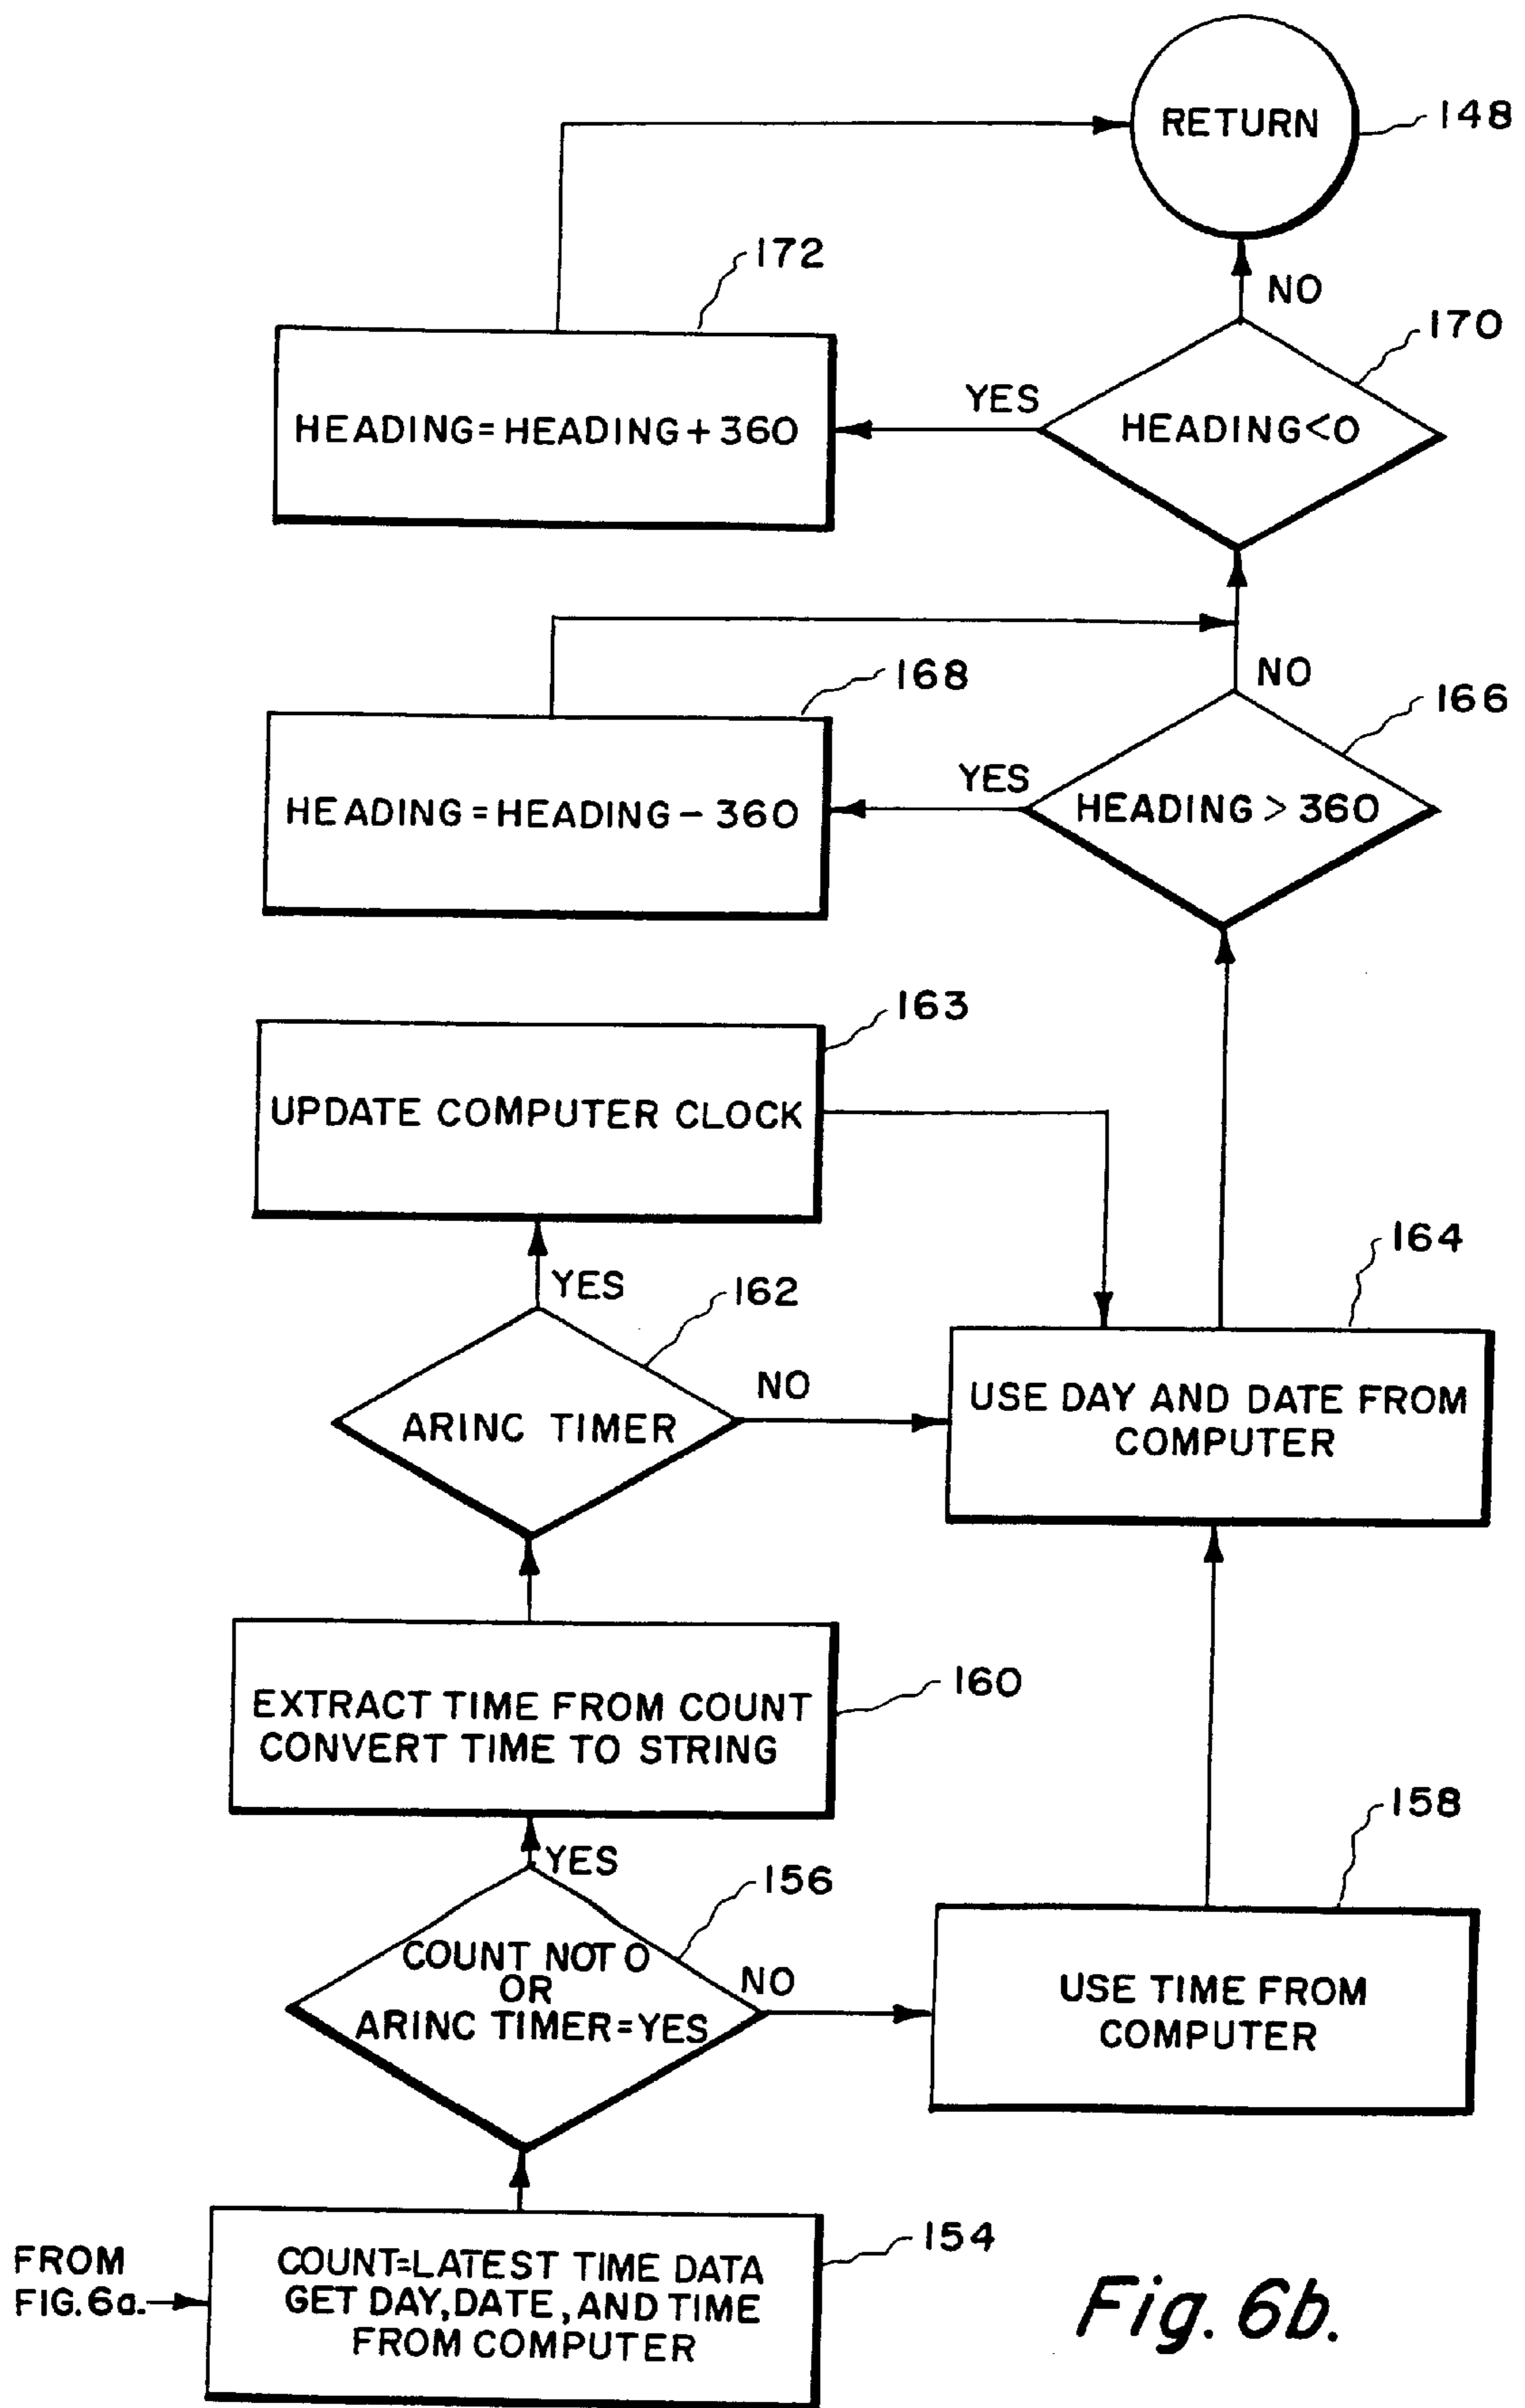 RETURN
148
172
NO
170
YES
HEADING<0
HEADING=HEADING+360
168
NO
166
YES
HEADING>360
HEADING=HEADING-360
163
UPDATE COMPUTER CLOCK
164
YES
162
NO
USE DAY AND DATE FROM
COMPUTER
ARINC TIMER
160
EXTRACT TIME FROM COUNT
CONVERT TIME TO STRING
158
YES
156
COUNT NOT 0
OR
ARINC TIMER=YES
NO
USE TIME FROM
COMPUTER
154
FROM
FIG. 6a.
COUNT=LATEST TIME DATA
GET DAY, DATE, AND TIME
FROM COMPUTER
Fig. 6b.